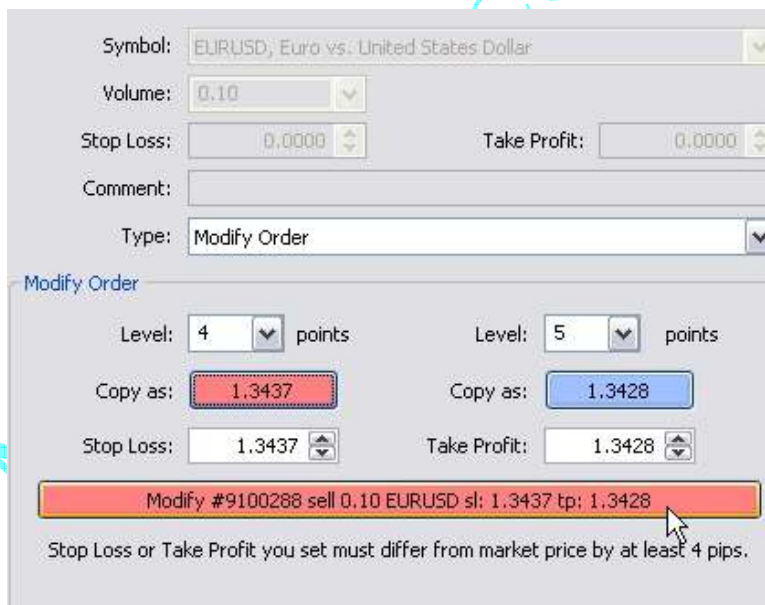 Symbol: EURUSD, Euro vs. United States Dollar
Volume: 0.10
Stop Loss: 0.0000 Take Profit: 0.0000
Comment:
Type: Modify Order
Modify Order
Level: 4 points Level: 5 points
Copy as: 1.3437 Copy as: 1.3428
Stop Loss: 1.3437 Take Profit: 1.3428
Modify #9100288 sell 0.10 EURUSD sl: 1.3437 tp: 1.3428
Stop Loss or Take Profit you set must differ from market price by at least 4 pips.